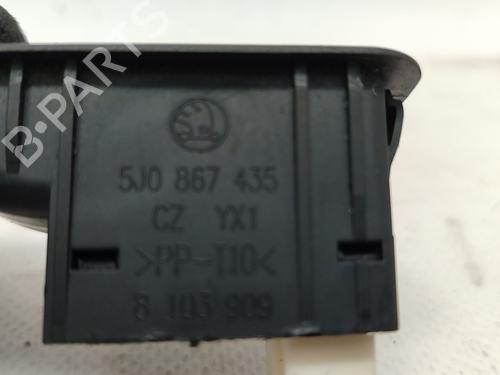 5J0 867 435
CZ YX1
>PP-T10<
8 103 909
B-PARTS